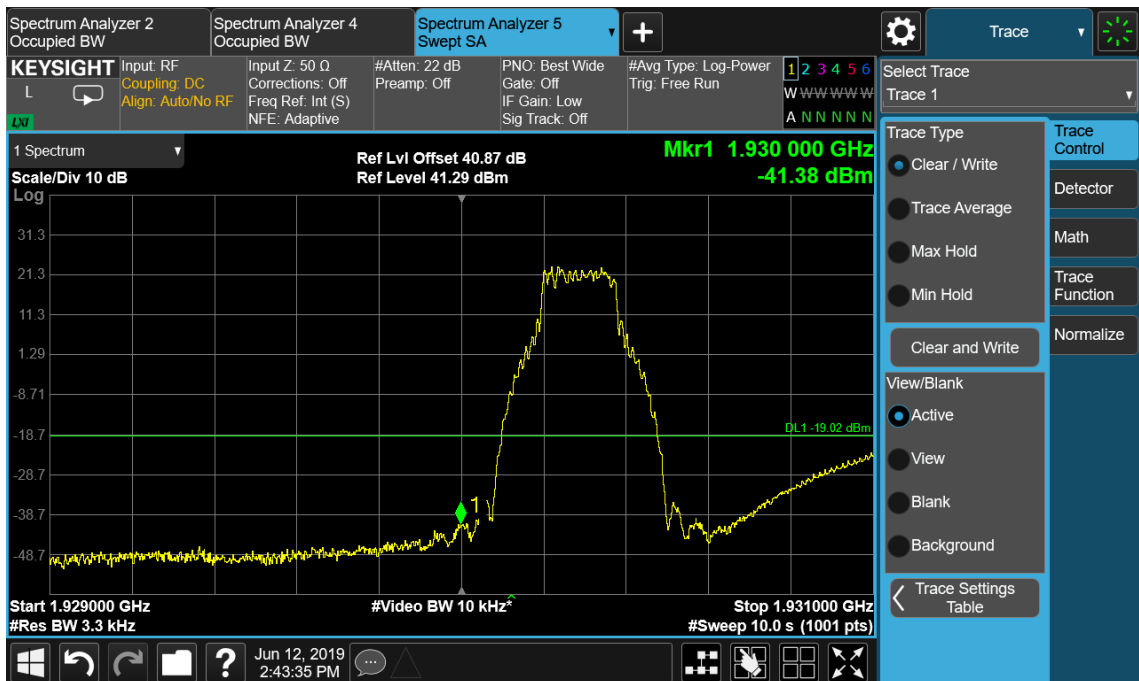 Spectrum Analyzer 2
Occupied BW
Spectrum Analyzer 4
Occupied BW
Spectrum Analyzer 5
Swept SA
Trace
KEYSIGHT
L
LXI
Input: RF
Coupling: DC
Align: Auto/No RF
Input Z: 50 Ω
Corrections: Off
Freq Ref: Int (S)
NFE: Adaptive
#Atten: 22 dB
Preamp: Off
PNO: Best Wide
Gate: Off
IF Gain: Low
Sig Track: Off
#Avg Type: Log-Power
Trig: Free Run
1 2 3 4 5 6
W W W W W W
A N N N N N
Select Trace
Trace 1
1 Spectrum
Scale/Div 10 dB
Log
Ref Lvl Offset 40.87 dB
Ref Level 41.29 dBm
Mkr1 1.930 000 GHz
-41.38 dBm
31.3
21.3
11.3
1.29
-8.71
-18.7
-28.7
-38.7
-48.7
DL1 -19.02 dBm
1
Start 1.929000 GHz
#Res BW 3.3 kHz
#Video BW 10 kHz*
Stop 1.931000 GHz
#Sweep 10.0 s (1001 pts)
Trace Type
Clear / Write
Trace Average
Max Hold
Min Hold
Clear and Write
View/Blank
Active
View
Blank
Background
Trace Settings
Table
Trace
Control
Detector
Math
Trace
Function
Normalize
?
Jun 12, 2019
2:43:35 PM